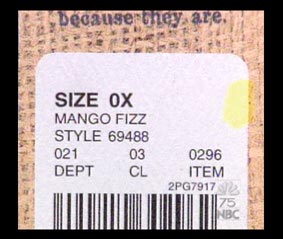 because they are.
SIZE 0X
MANGO FIZZ
STYLE 69488
021 03 0296
DEPT CL ITEM
2PG7917
75
NBC